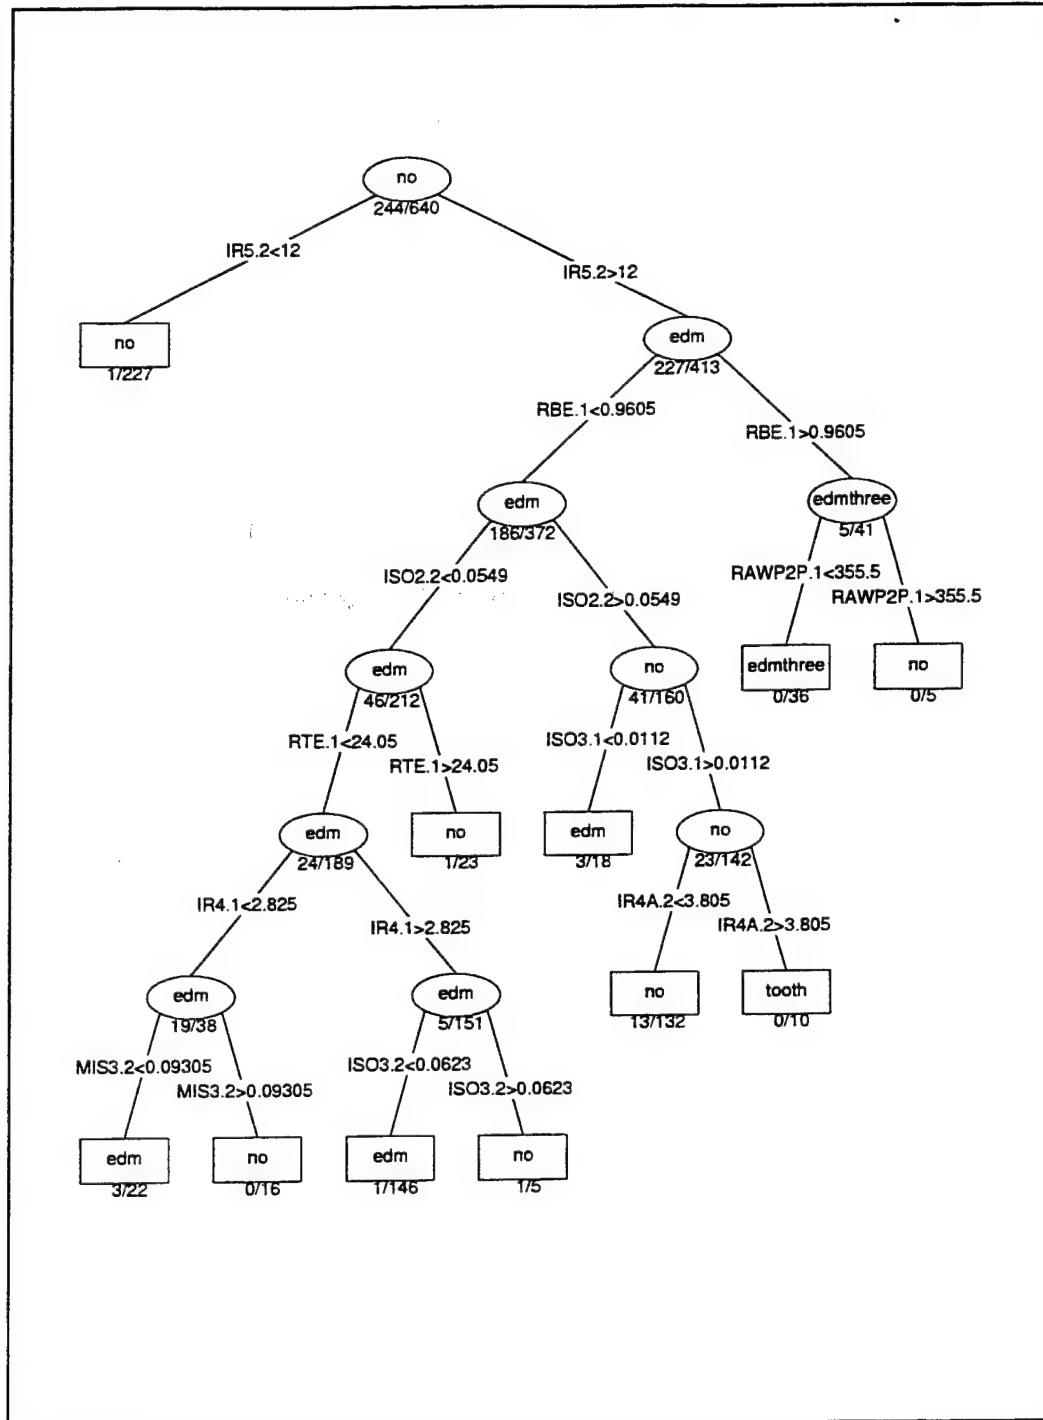 no
244/640
IR5.2<12
IR5.2>12
no
1/227
edm
227/413
RBE.1<0.9605
RBE.1>0.9605
edm
186/372
edmthree
5/41
ISO2.2<0.0549
ISO2.2>0.0549
RAWP2P.1<355.5
RAWP2P.1>355.5
edm
46/212
no
41/160
edmthree
0/36
no
0/5
RTE.1<24.05
RTE.1>24.05
ISO3.1<0.0112
ISO3.1>0.0112
edm
24/189
no
1/23
edm
3/18
no
23/142
IR4.1<2.825
IR4.1>2.825
IR4A.2<3.805
IR4A.2>3.805
edm
19/38
edm
5/151
no
13/132
tooth
0/10
MIS3.2<0.09305
MIS3.2>0.09305
ISO3.2<0.0623
ISO3.2>0.0623
edm
3/22
no
0/16
edm
1/146
no
1/5